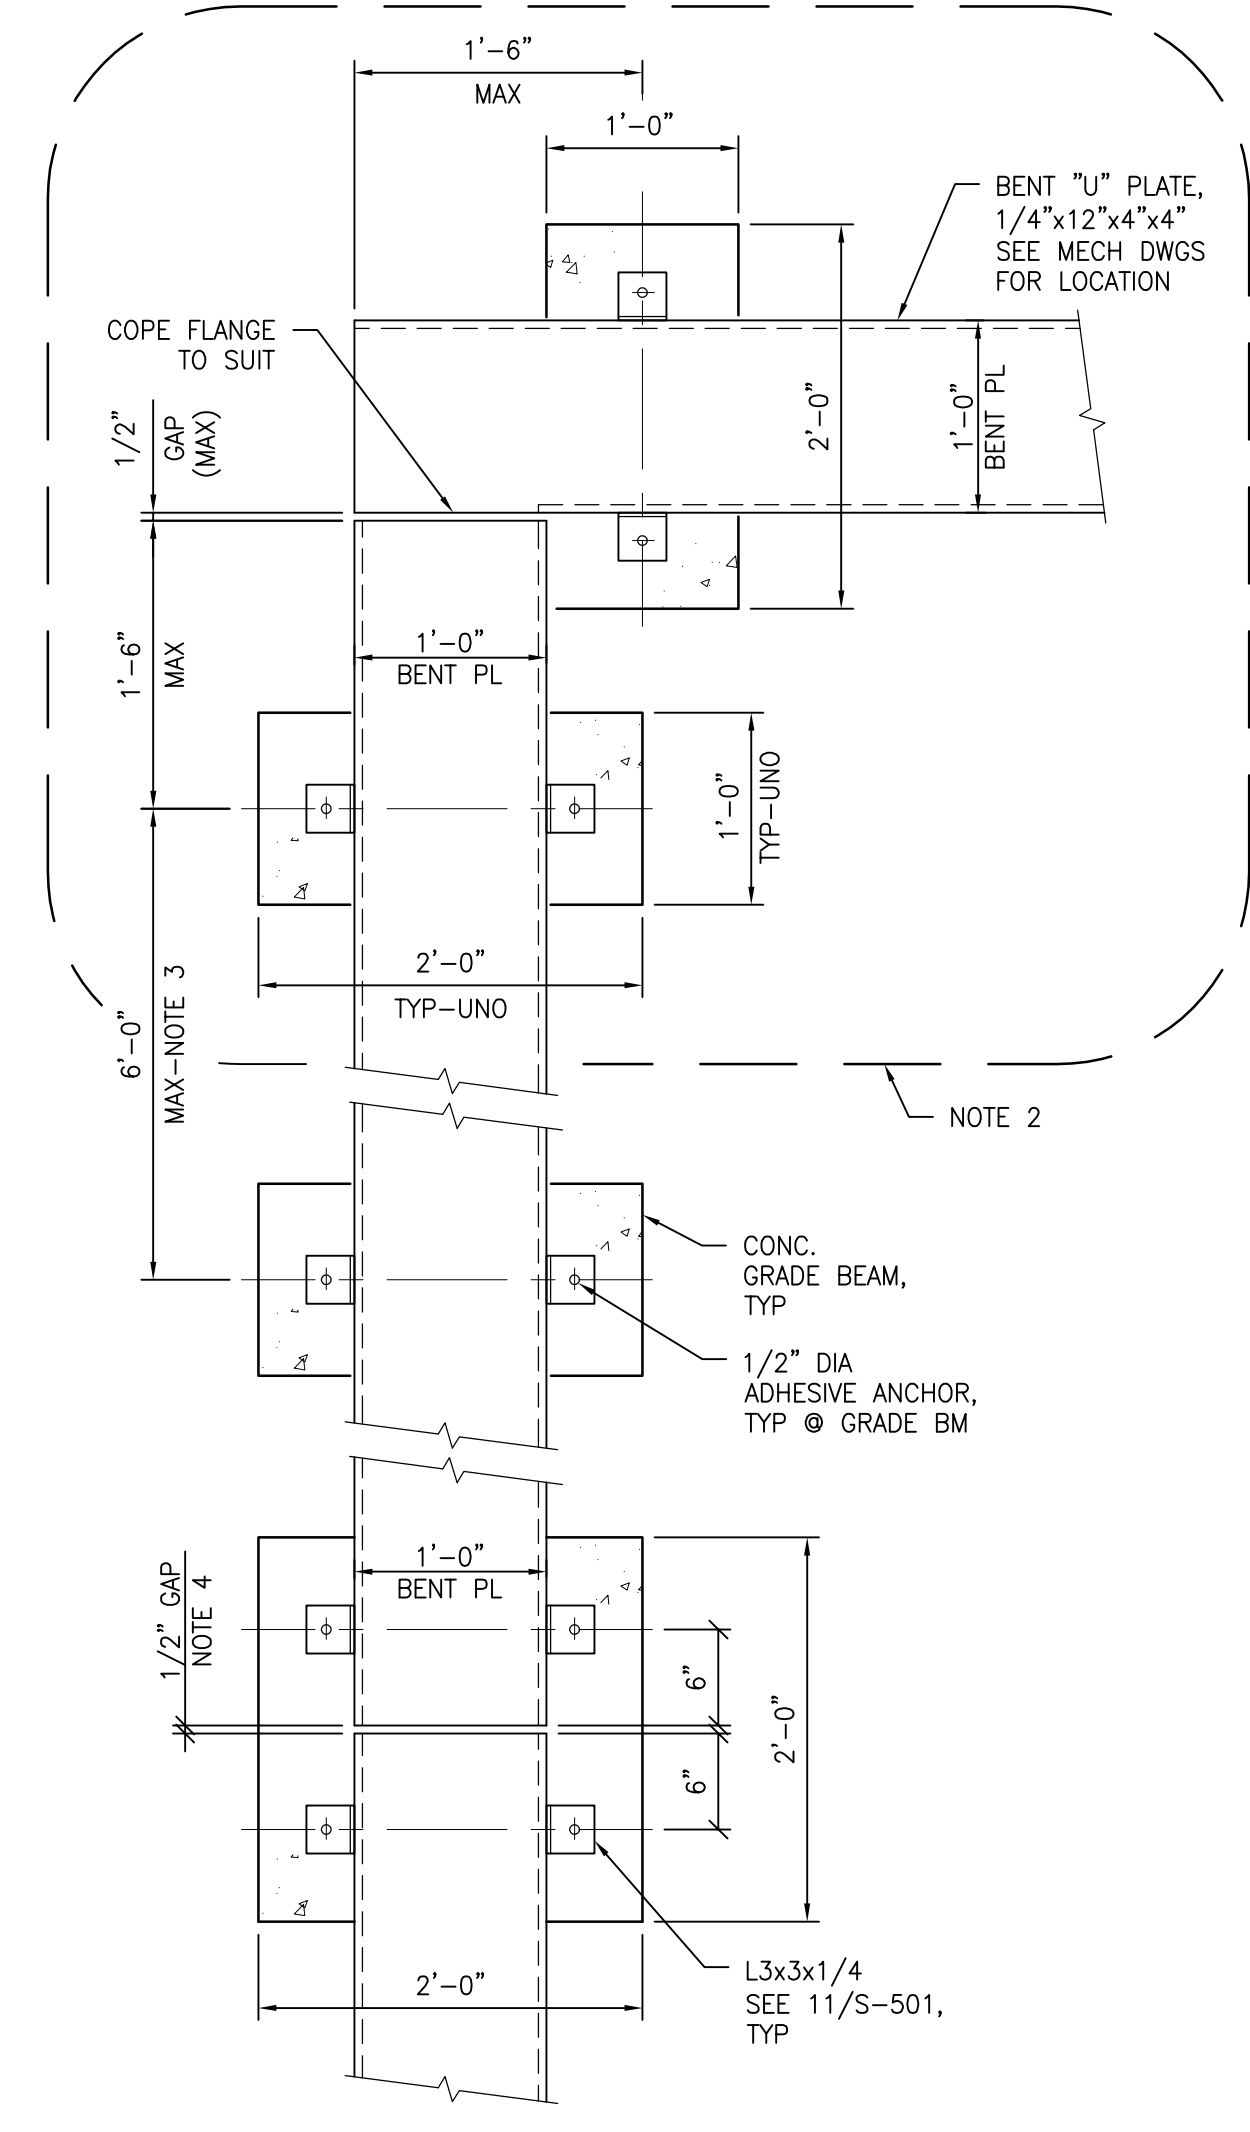 1'-6"
MAX
1'-0"
BENT "U" PLATE,
1/4"x12"x4"x4"
SEE MECH DWGS
FOR LOCATION
COPE FLANGE
TO SUIT
1/2"
GAP
(MAX)
2'-0"
1'-0"
BENT PL
1'-6"
MAX
1'-0"
BENT PL
1'-0"
TYP-UNO
2'-0"
TYP-UNO
6'-0"
MAX-NOTE 3
NOTE 2
CONC.
GRADE BEAM,
TYP
1/2" DIA
ADHESIVE ANCHOR,
TYP @ GRADE BM
1'-0"
BENT PL
1/2" GAP
NOTE 4
6"
6"
2'-0"
2'-0"
L3x3x1/4
SEE 11/S-501,
TYP